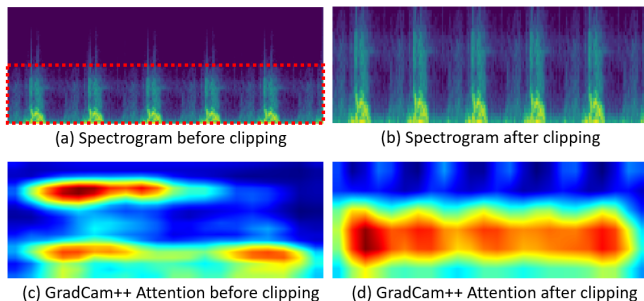 (a) Spectrogram before clipping
(b) Spectrogram after clipping
(c) GradCam++ Attention before clipping
(d) GradCam++ Attention after clipping